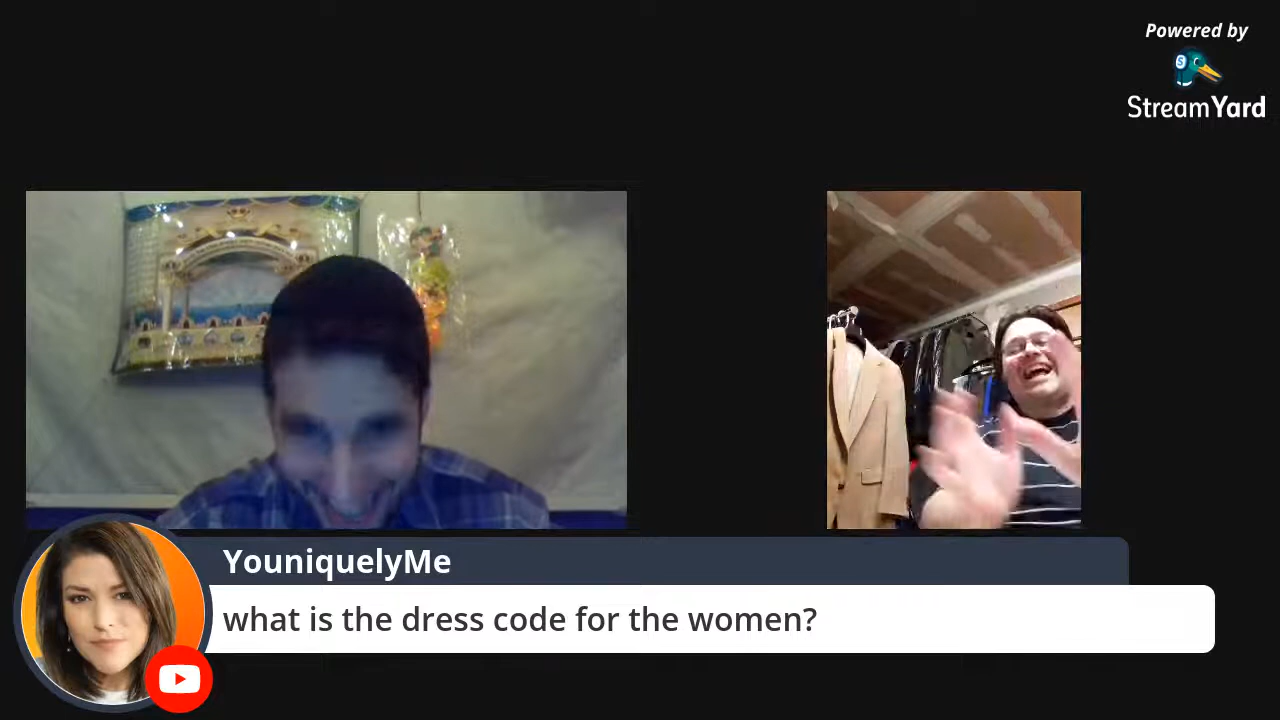 Powered by
StreamYard
YouniquelyMe
what is the dress code for the women?